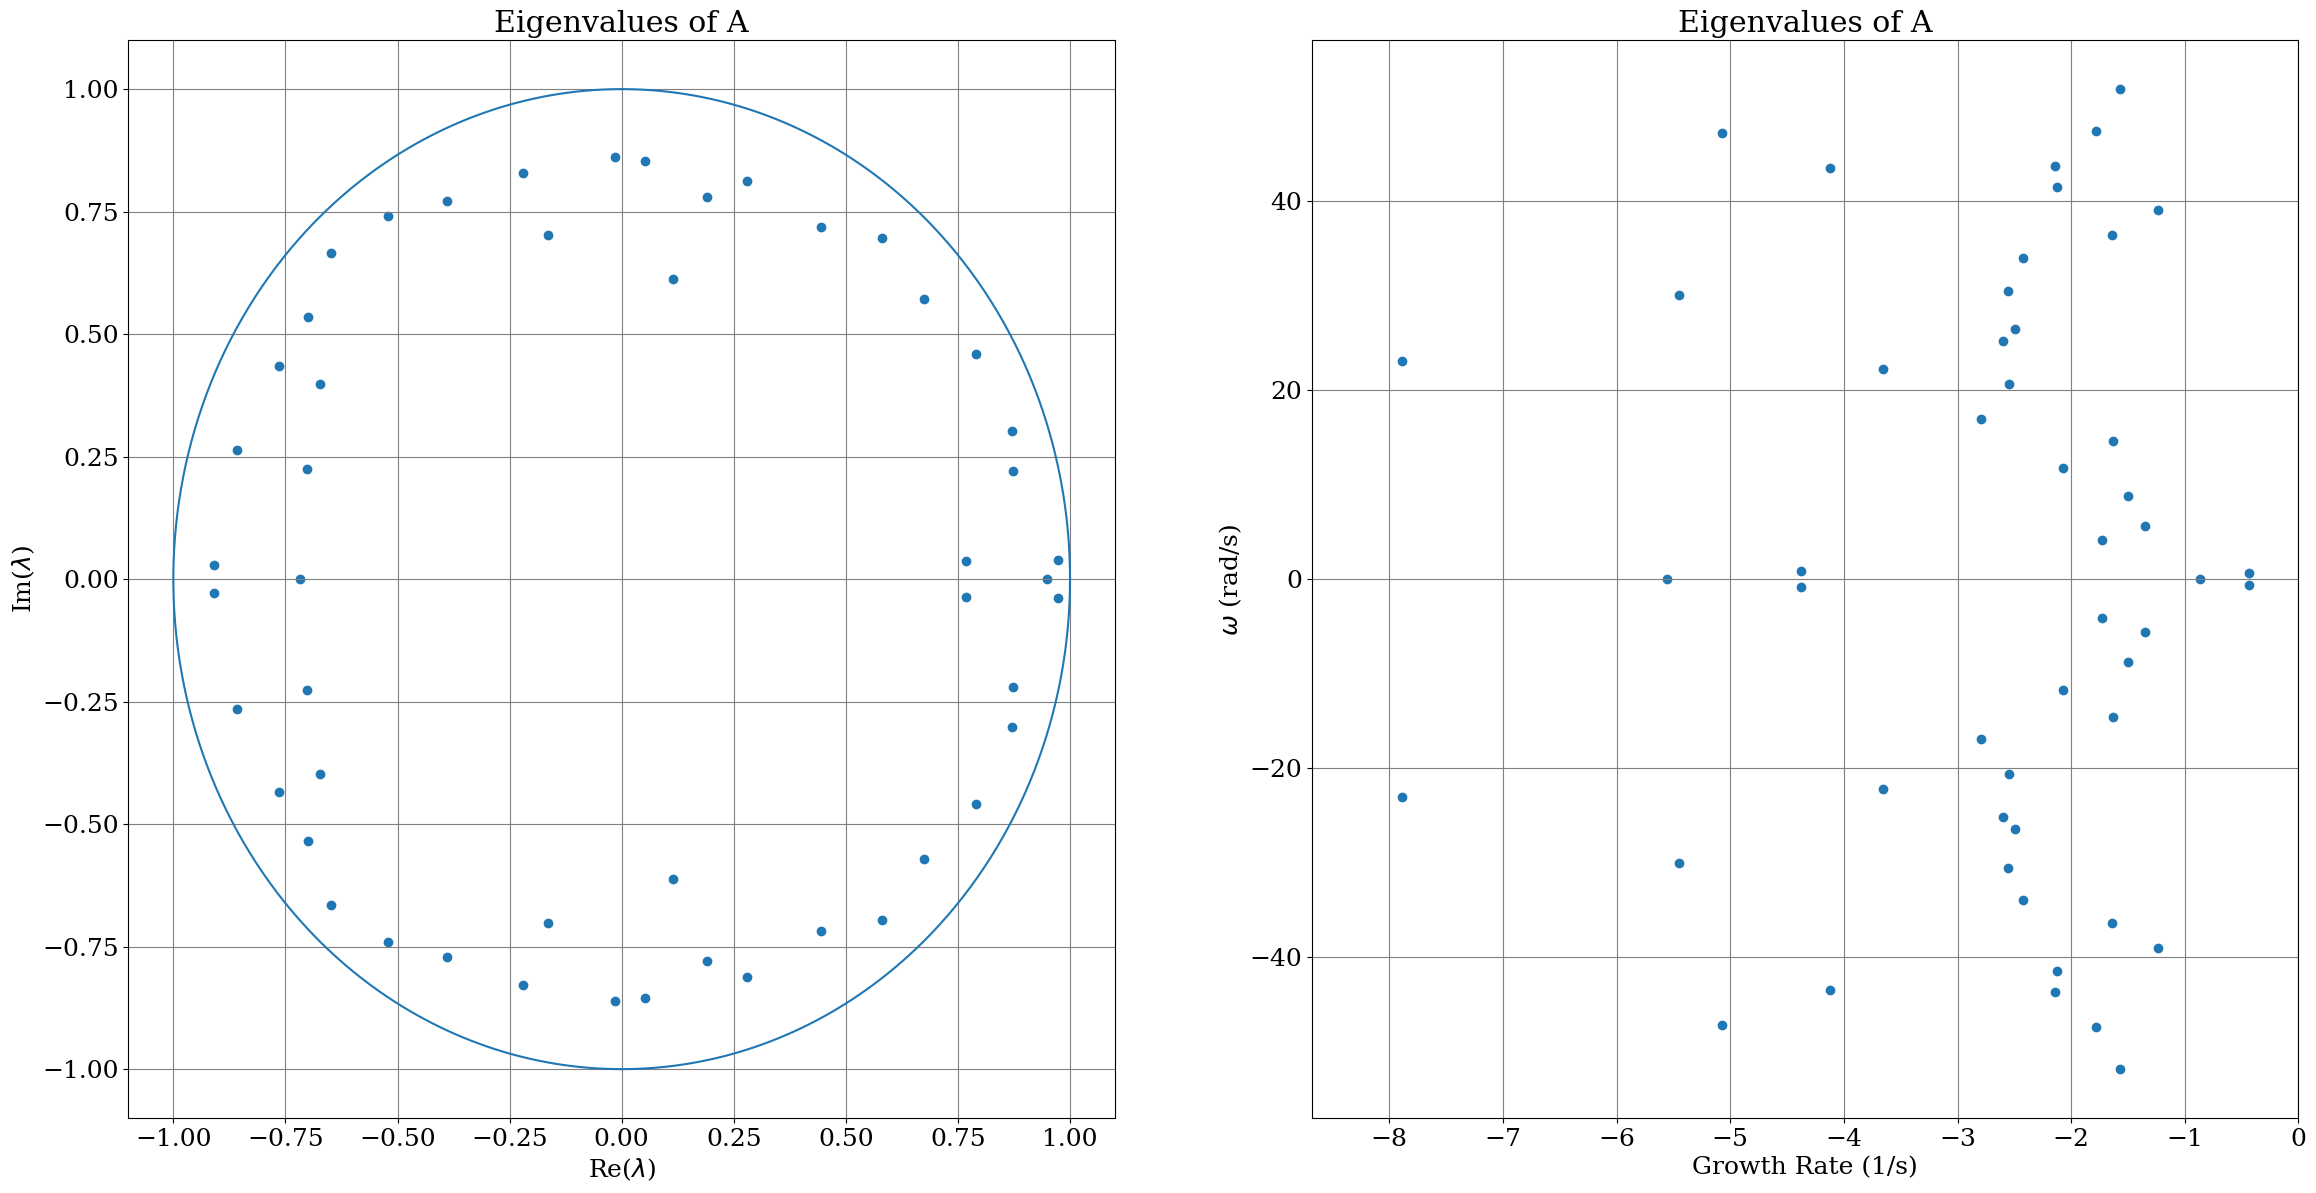 Eigenvalues of A
1.00
0.75
0.50
0.25
0.00
−0.25
−0.50
−0.75
−1.00
Im(λ)
−1.00 −0.75 −0.50 −0.25 0.00 0.25 0.50 0.75 1.00
Re(λ)
Eigenvalues of A
40
20
0
−20
−40
ω (rad/s)
−8 −7 −6 −5 −4 −3 −2 −1 0
Growth Rate (1/s)